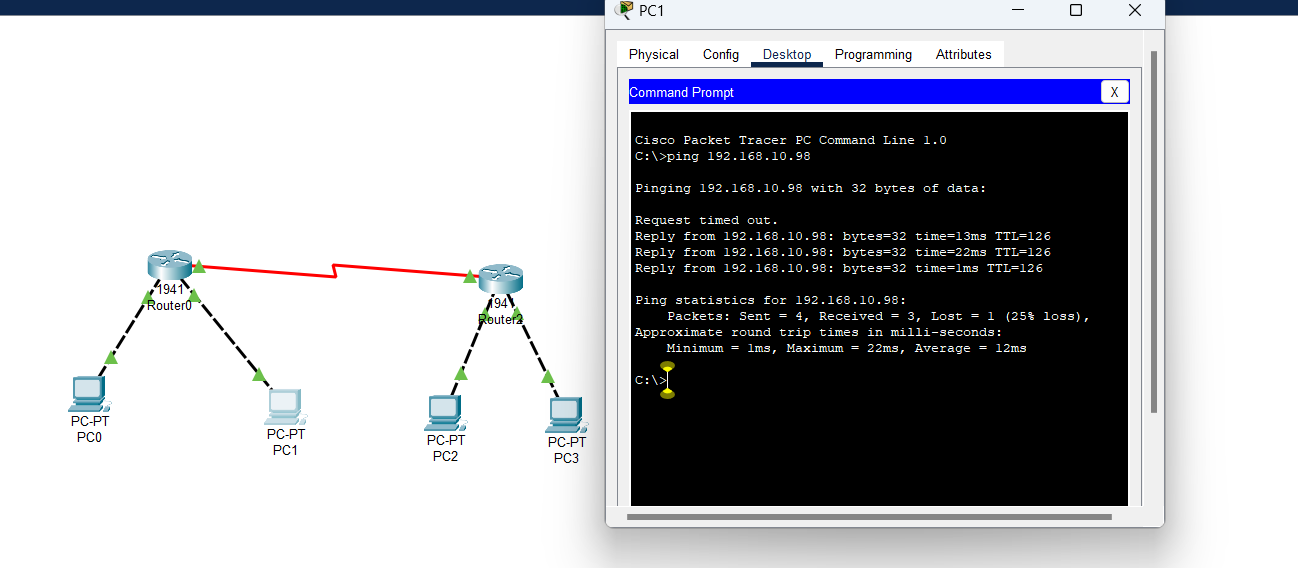 PC1
Physical Config Desktop Programming Attributes
Command Prompt X
Cisco Packet Tracer PC Command Line 1.0
C:\>ping 192.168.10.98
Pinging 192.168.10.98 with 32 bytes of data:
Request timed out.
Reply from 192.168.10.98: bytes=32 time=13ms TTL=126
Reply from 192.168.10.98: bytes=32 time=22ms TTL=126
Reply from 192.168.10.98: bytes=32 time=1ms TTL=126
Ping statistics for 192.168.10.98:
Packets: Sent = 4, Received = 3, Lost = 1 (25% loss),
Approximate round trip times in milli-seconds:
Minimum = 1ms, Maximum = 22ms, Average = 12ms
C:\>
1941
Router0
1941
Router2
PC-PT
PC0
PC-PT
PC1
PC-PT
PC2
PC-PT
PC3